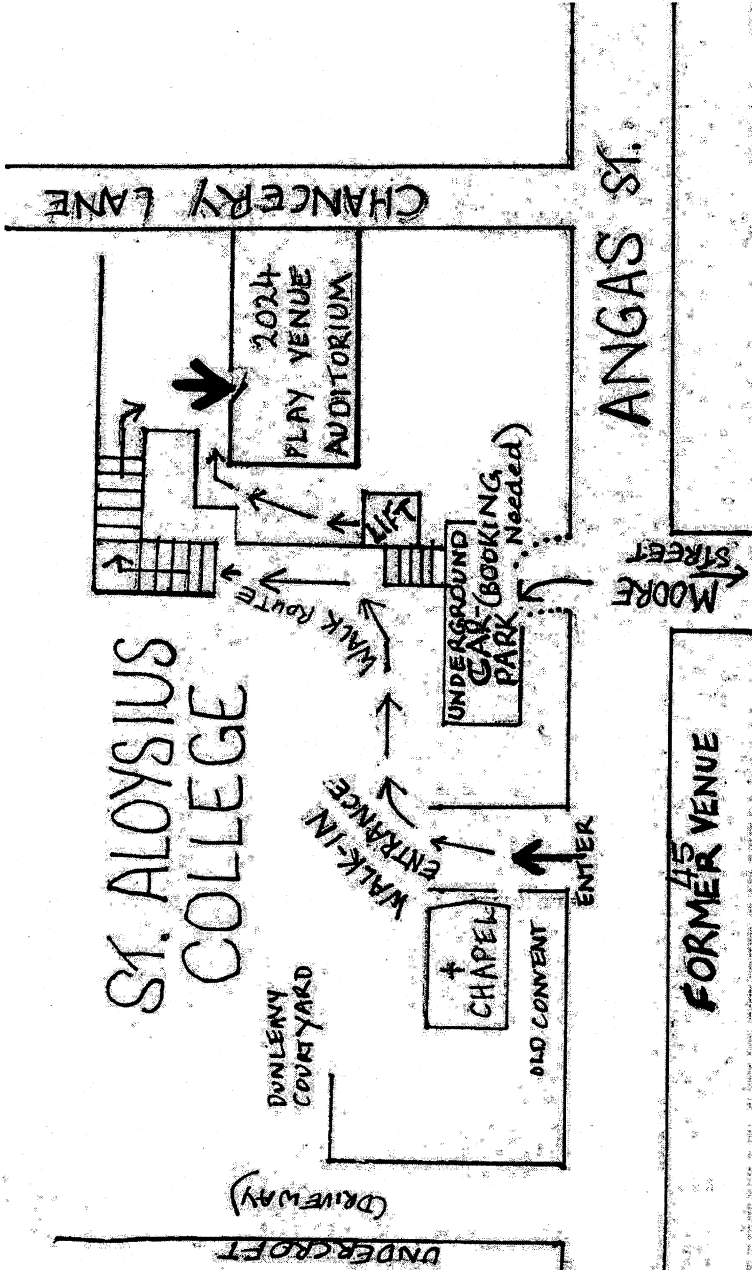 ST. ALOYSIUS
COLLEGE
DUNLEAVY
COURTYARD
(DRIVEWAY)
UNDERCROFT
CHAPEL
OLD CONVENT
WALK-IN
ENTRANCE
ENTER
WALK ROUTE
UNDERGROUND
CAR-
PARK (BOOKING
Needed)
LIFT
2024
PLAY VENUE
AUDITORIUM
CHANCERY LANE
ANGAS ST.
MOORE
STREET
45
FORMER VENUE